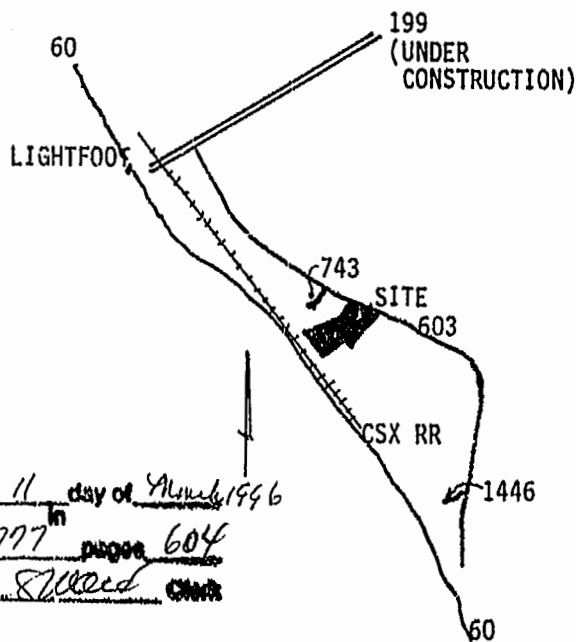 199
(UNDER
CONSTRUCTION)
60
LIGHTFOOT
743
SITE
603
CSX RR
1446
11 day of 1996
in
777 pages 604
Clerk
60